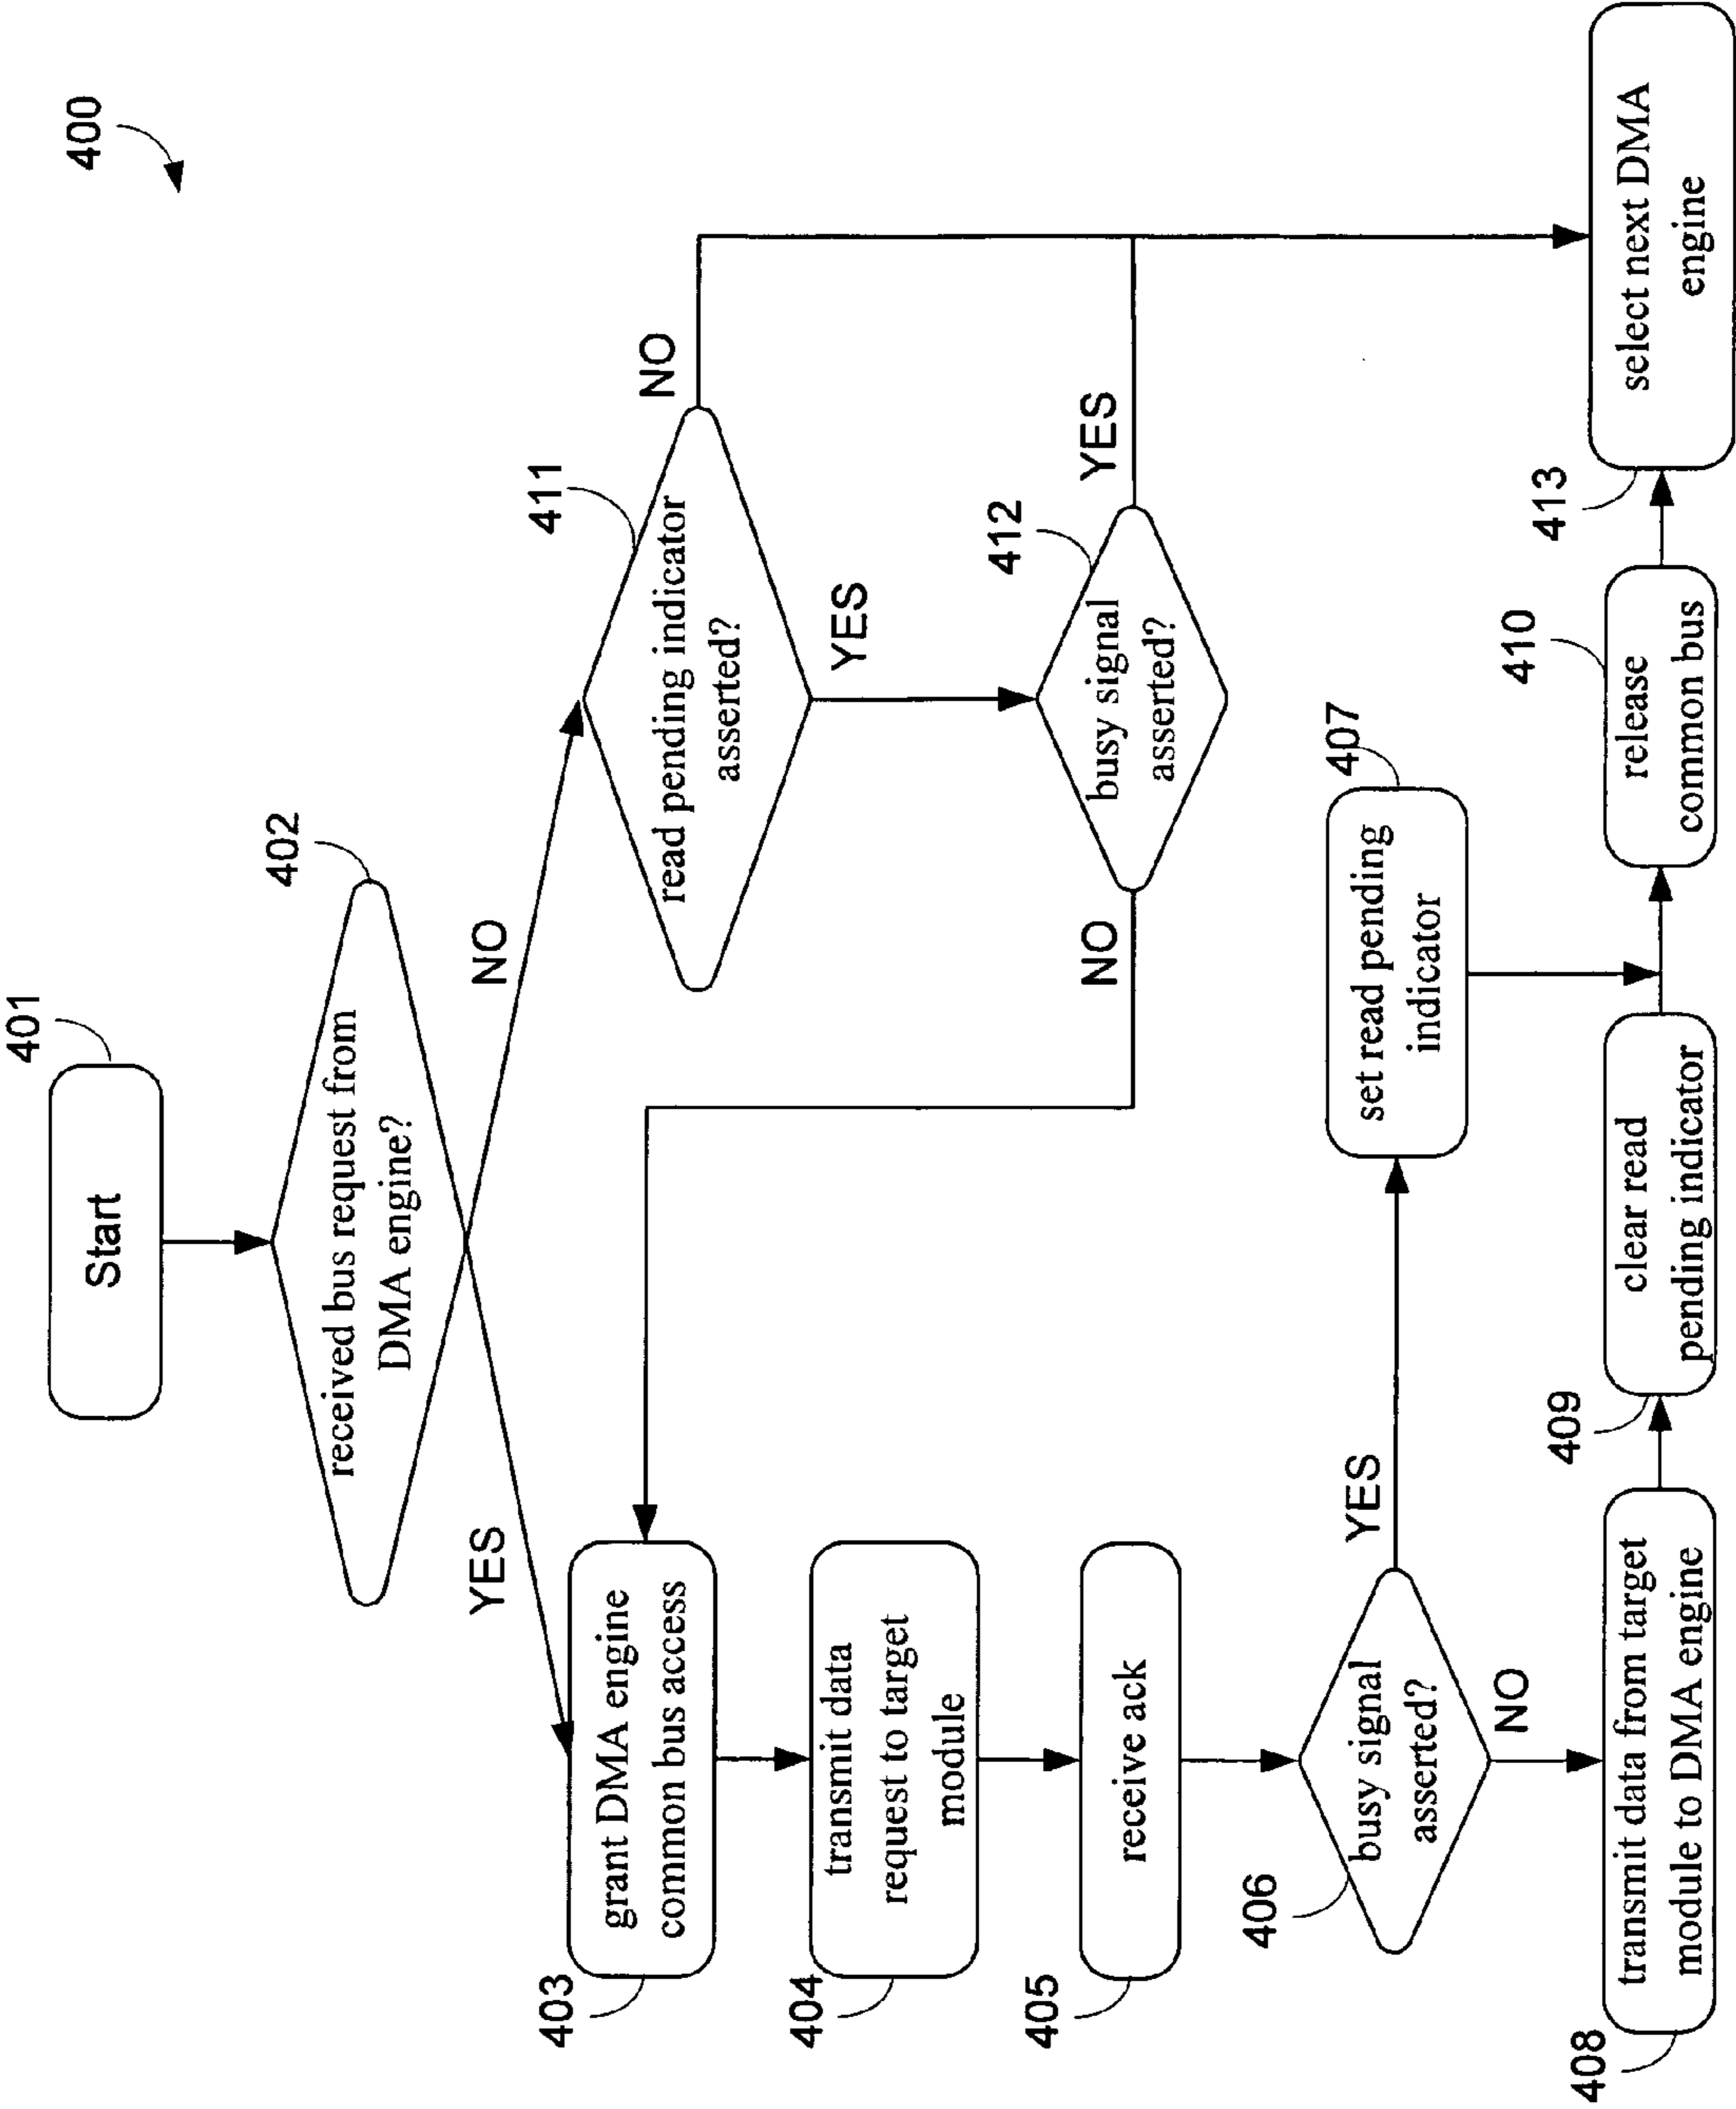 400
401
Start
402
received bus request from
DMA engine?
YES
NO
403
grant DMA engine
common bus access
404
transmit data
request to target
module
405
receive ack
406
busy signal
asserted?
YES
NO
407
set read pending
indicator
408
transmit data from target
module to DMA engine
409
clear read
pending indicator
410
release
common bus
411
read pending indicator
asserted?
NO
YES
412
busy signal
asserted?
NO
YES
413
select next DMA
engine